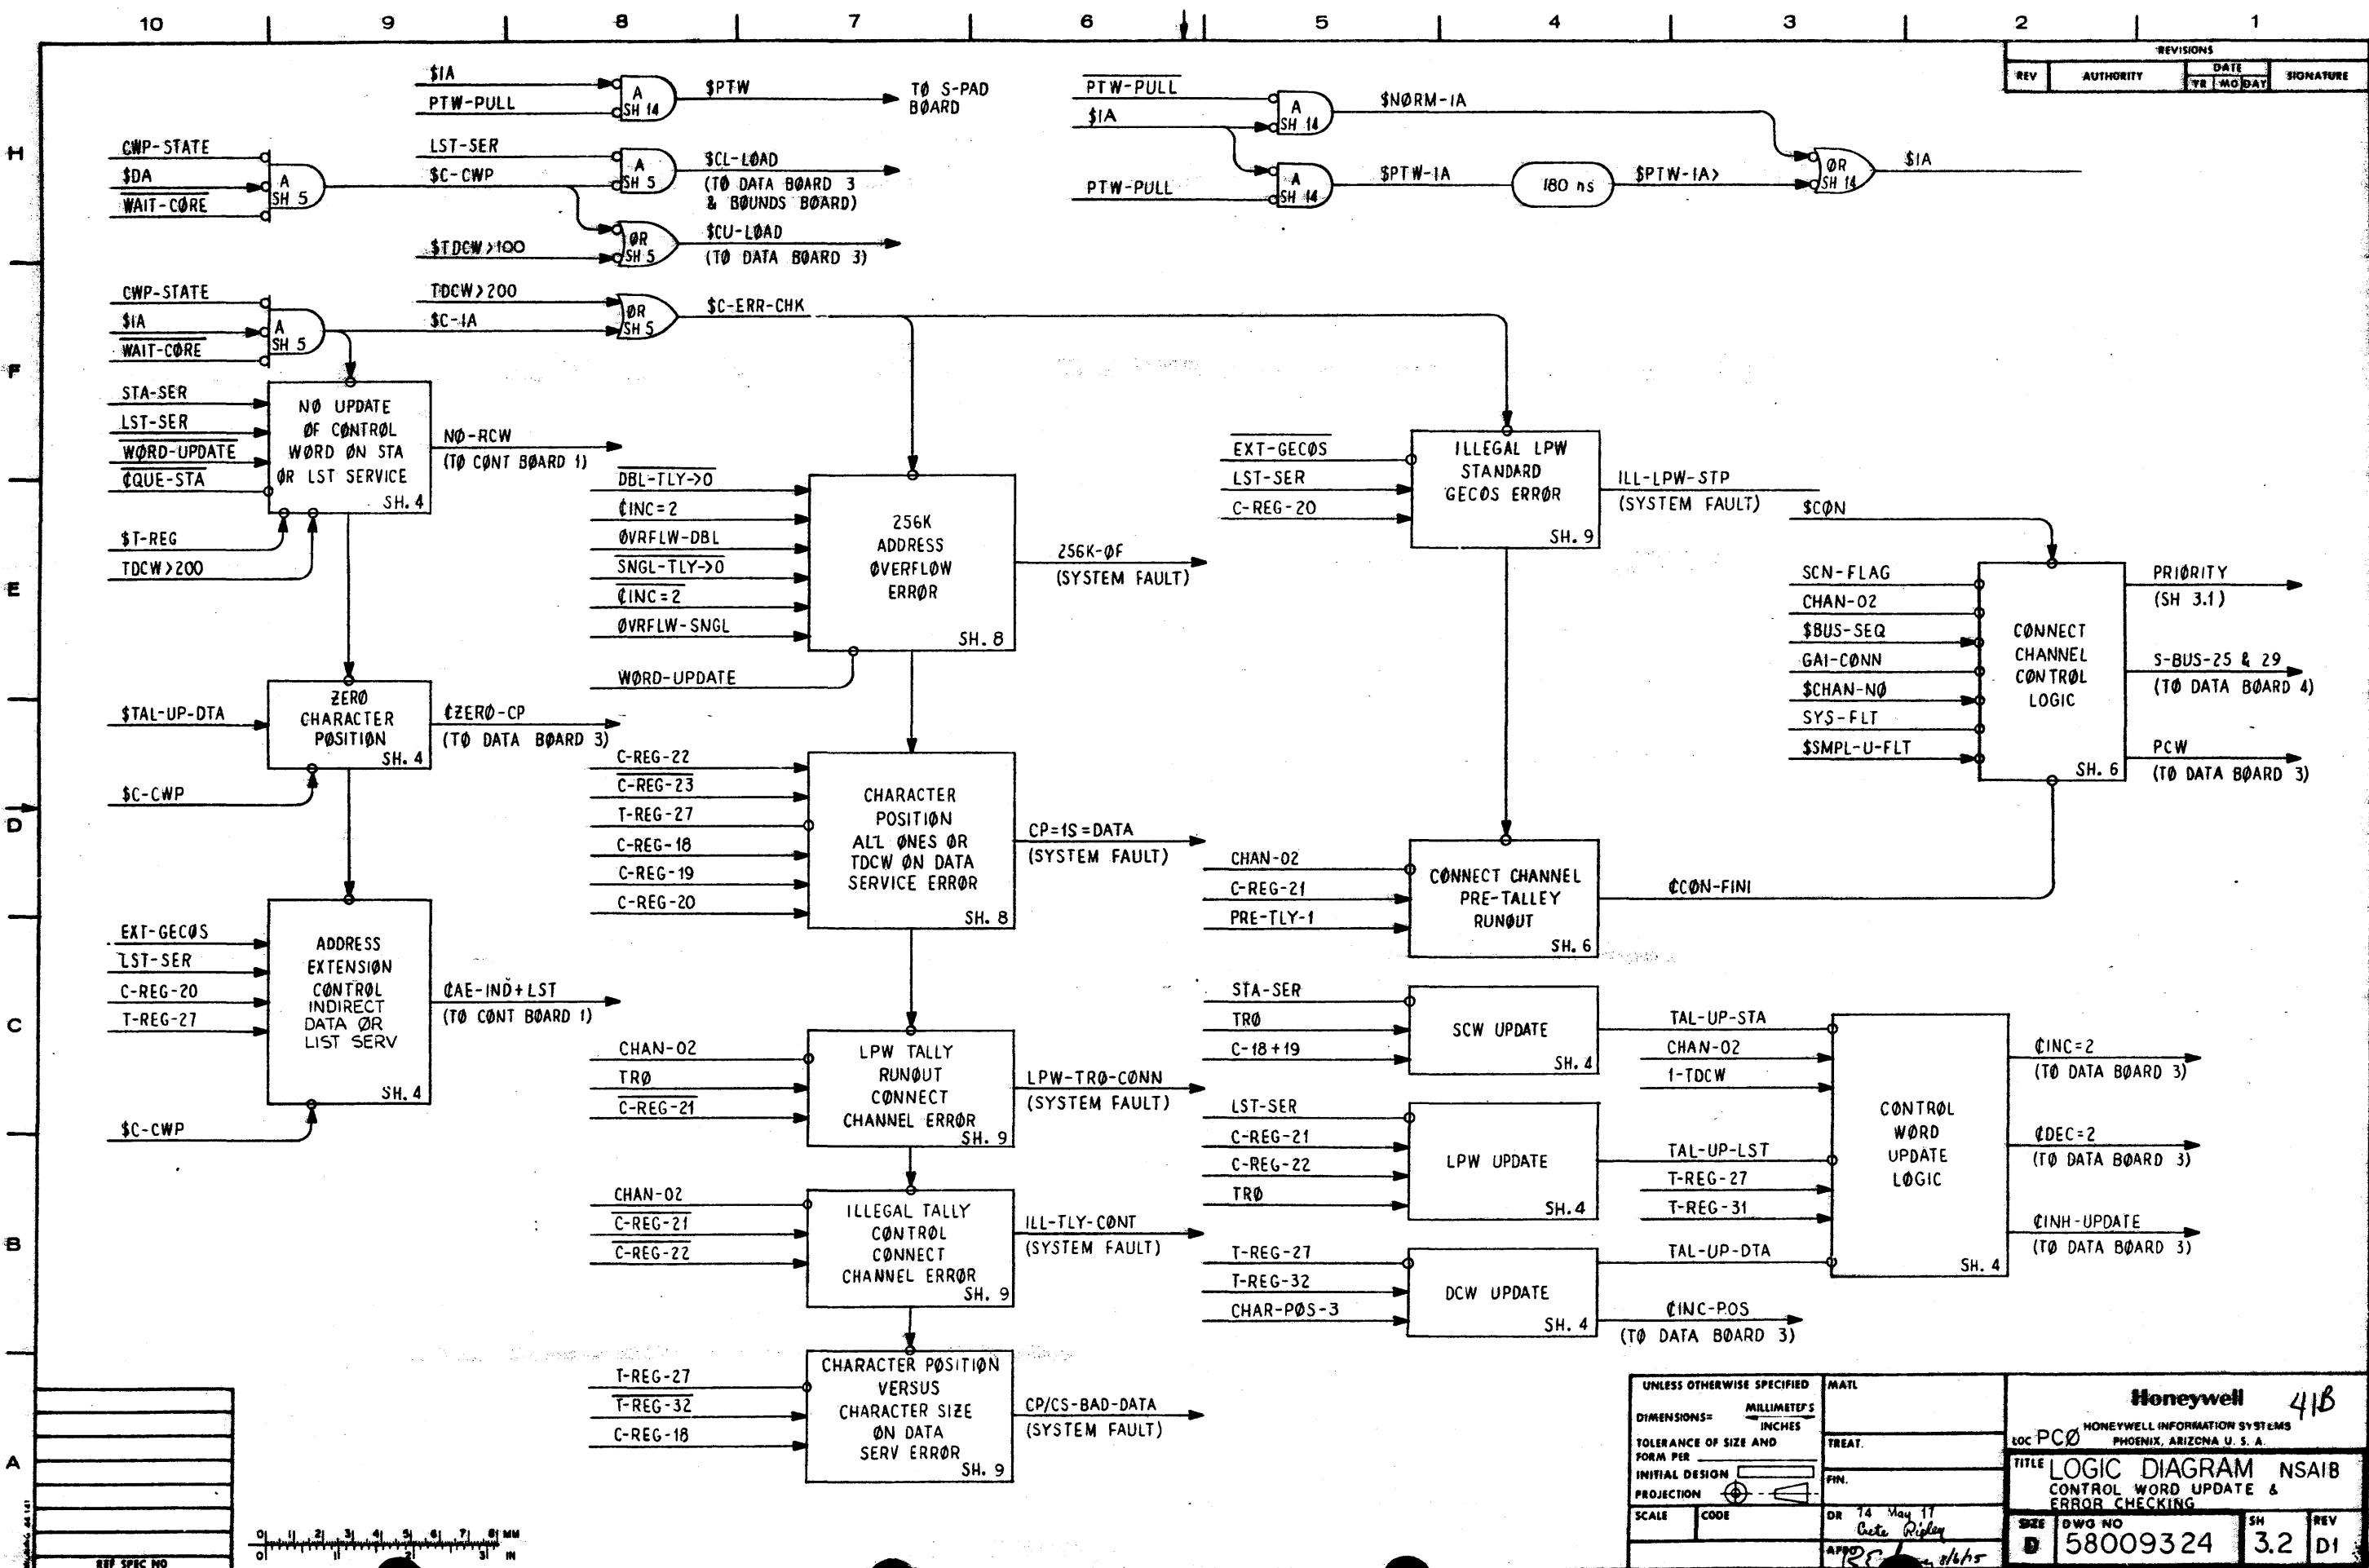 10 9 8 7 6 5 4 3 2 1
REVISIONS
REV AUTHORITY DATE SIGNATURE
YR MO DAY
H
F
E
D
C
B
A
$IA
PTW-PULL
A
SH 14
$PTW
TØ S-PAD
BØARD
CWP-STATE
$DA
WAIT-CØRE
A
SH 5
LST-SER
$C-CWP
A
SH 5
$CL-LØAD
(TØ DATA BØARD 3
& BØUNDS BØARD)
$TDCW>100
ØR
SH 5
$CU-LØAD
(TØ DATA BØARD 3)
PTW-PULL
$IA
A
SH 14
$NØRM-IA
PTW-PULL
A
SH 14
$PTW-IA
180 ns
$PTW-IA>
ØR
SH 14
$IA
CWP-STATE
$IA
WAIT-CØRE
A
SH 5
TDCW>200
$C-IA
ØR
SH 5
$C-ERR-CHK
STA-SER
LST-SER
WØRD-UPDATE
¢QUE-STA
$T-REG
TDCW>200
NØ UPDATE
ØF CØNTRØL
WØRD ØN STA
ØR LST SERVICE
SH. 4
NØ-RCW
(TØ CØNT BØARD 1)
$TAL-UP-DTA
$C-CWP
ZERØ
CHARACTER
PØSITIØN
SH. 4
¢ZERØ-CP
(TØ DATA BØARD 3)
EXT-GECØS
LST-SER
C-REG-20
T-REG-27
$C-CWP
ADDRESS
EXTENSIØN
CØNTRØL
INDIRECT
DATA ØR
LIST SERV
SH. 4
¢AE-IND+LST
(TØ CØNT BØARD 1)
DBL-TLY->0
¢INC=2
ØVRFLW-DBL
SNGL-TLY->0
¢INC=2
ØVRFLW-SNGL
WØRD-UPDATE
256K
ADDRESS
ØVERFLØW
ERRØR
SH. 8
256K-ØF
(SYSTEM FAULT)
C-REG-22
C-REG-23
T-REG-27
C-REG-18
C-REG-19
C-REG-20
CHARACTER
PØSITIØN
ALL ØNES ØR
TDCW ØN DATA
SERVICE ERRØR
SH. 8
CP=1S=DATA
(SYSTEM FAULT)
CHAN-02
TRØ
C-REG-21
LPW TALLY
RUNØUT
CØNNECT
CHANNEL ERRØR
SH. 9
LPW-TRØ-CØNN
(SYSTEM FAULT)
CHAN-02
C-REG-21
C-REG-22
ILLEGAL TALLY
CØNTRØL
CØNNECT
CHANNEL ERRØR
SH. 9
ILL-TLY-CØNT
(SYSTEM FAULT)
T-REG-27
T-REG-32
C-REG-18
CHARACTER PØSITIØN
VERSUS
CHARACTER SIZE
ØN DATA
SERV ERRØR
SH. 9
CP/CS-BAD-DATA
(SYSTEM FAULT)
EXT-GECØS
LST-SER
C-REG-20
ILLEGAL LPW
STANDARD
GECØS ERRØR
SH. 9
ILL-LPW-STP
(SYSTEM FAULT)
CHAN-02
C-REG-21
PRE-TLY-1
CØNNECT CHANNEL
PRE-TALLEY
RUNØUT
SH. 6
¢CØN-FINI
$CØN
SCN-FLAG
CHAN-02
$BUS-SEQ
GAI-CØNN
$CHAN-NØ
SYS-FLT
$SMPL-U-FLT
CØNNECT
CHANNEL
CØNTRØL
LØGIC
SH. 6
PRIØRITY
(SH 3.1)
S-BUS-25 & 29
(TØ DATA BØARD 4)
PCW
(TØ DATA BØARD 3)
STA-SER
TRØ
C-18+19
SCW UPDATE
SH. 4
TAL-UP-STA
CHAN-02
1-TDCW
LST-SER
C-REG-21
C-REG-22
TRØ
LPW UPDATE
SH. 4
TAL-UP-LST
T-REG-27
T-REG-31
T-REG-27
T-REG-32
CHAR-PØS-3
DCW UPDATE
SH. 4
TAL-UP-DTA
¢INC-POS
(TØ DATA BØARD 3)
CØNTRØL
WØRD
UPDATE
LØGIC
SH. 4
¢INC=2
(TØ DATA BØARD 3)
¢DEC=2
(TØ DATA BØARD 3)
¢INH-UPDATE
(TØ DATA BØARD 3)
REF SPEC NO
0 1 2 3 4 5 6 7 8 MM
0 1 2 3 IN
UNLESS OTHERWISE SPECIFIED
DIMENSIONS= MILLIMETERS
INCHES
TOLERANCE OF SIZE AND
FORM PER
INITIAL DESIGN
PROJECTION
SCALE CODE
MATL
TREAT.
FIN.
DR 74 May 17
APPD 8/6/75
Honeywell 41B
HONEYWELL INFORMATION SYSTEMS
LOC PCØ PHOENIX, ARIZONA U. S. A.
TITLE LOGIC DIAGRAM NSAIB
CONTROL WORD UPDATE &
ERROR CHECKING
SIZE DWG NO SH REV
D 58009324 3.2 D1